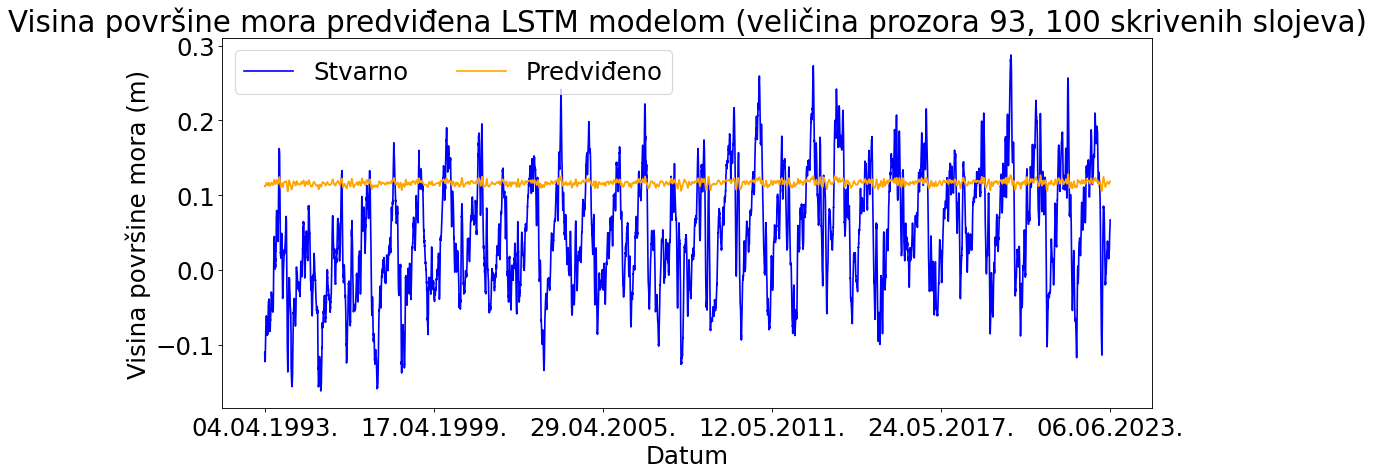 Visina površine mora predviđena LSTM modelom (veličina prozora 93, 100 skrivenih slojeva)
Stvarno Predviđeno
Visina površine mora (m)
0.3
0.2
0.1
0.0
−0.1
04.04.1993. 17.04.1999. 29.04.2005. 12.05.2011. 24.05.2017. 06.06.2023.
Datum